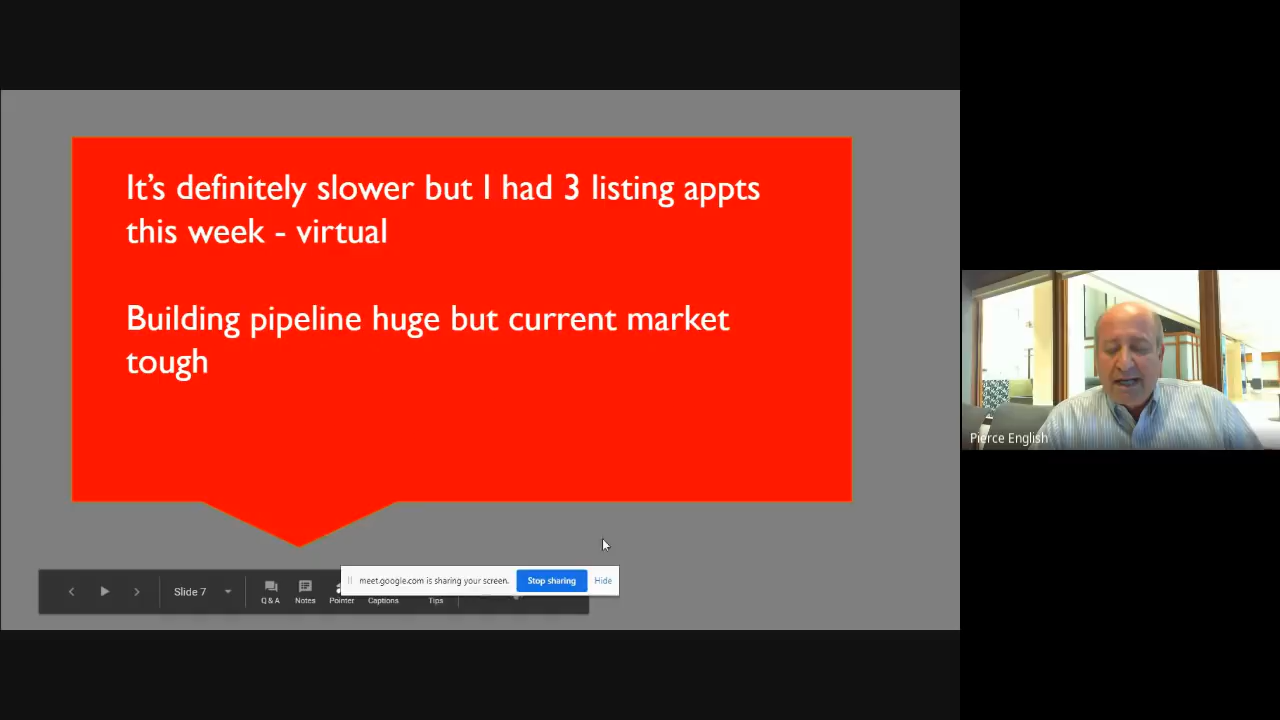 It’s definitely slower but I had 3 listing appts
this week - virtual
Building pipeline huge but current market
tough
Pierce English
meet.google.com is sharing your screen.
Stop sharing
Hide
Slide 7
Q & A
Notes
Pointer
Captions
Tips